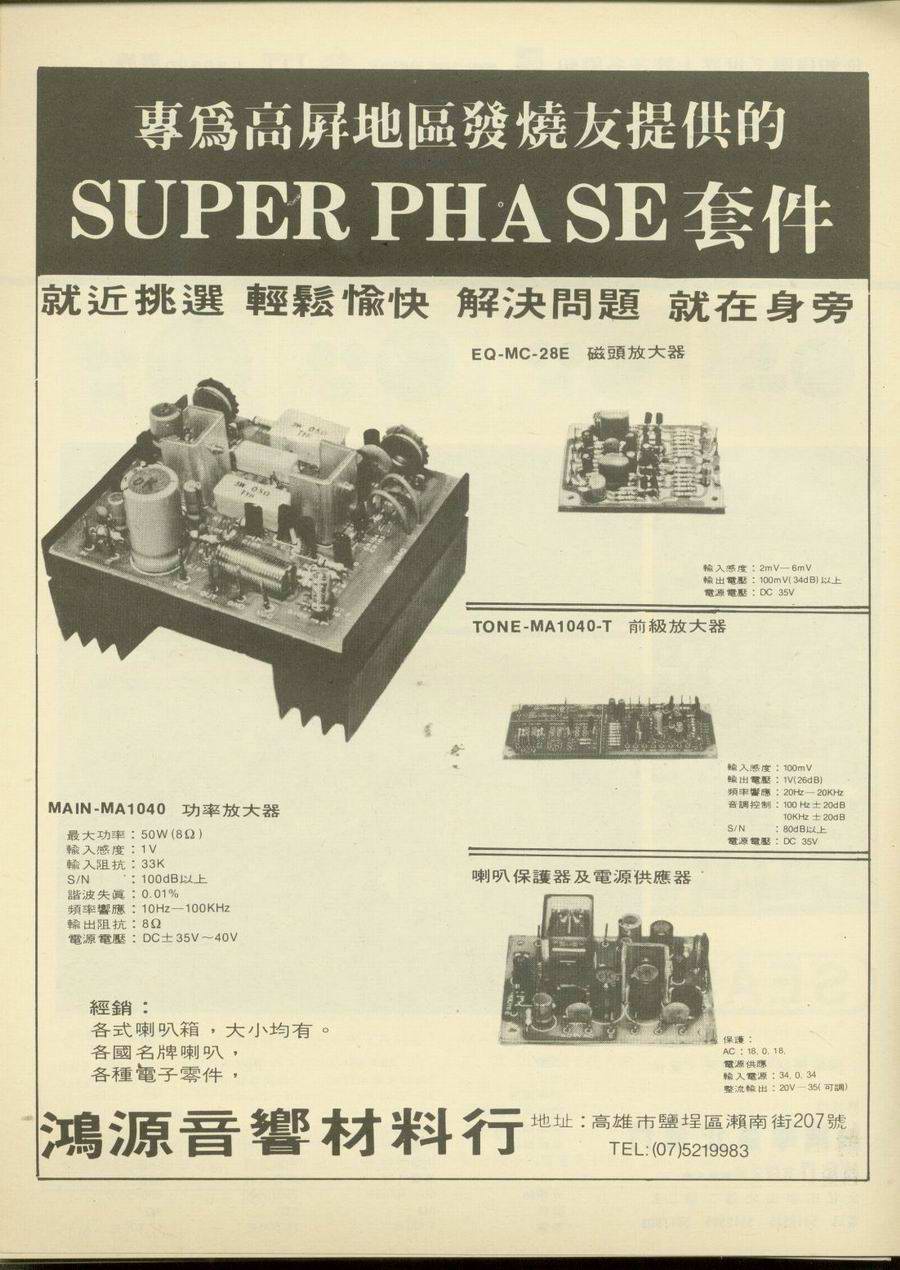 專爲高屏地區發燒友提供的
SUPER PHASE 套件
就近挑選 輕鬆愉快 解決問題 就在身旁
EQ-MC-28E 磁頭放大器
輸入感度：2mV—6mV
輸出電壓：100mV(34dB)以上
電源電壓：DC 35V
TONE-MA1040-T 前級放大器
輸入感度：100mV
輸出電壓：1V(26dB)
頻率響應：20Hz—20KHz
音調控制：100 Hz±20dB
10KHz±20dB
S/N ：80dB以上
電源電壓：DC 35V
MAIN-MA1040 功率放大器
最大功率：50W(8Ω)
輸入感度：1V
輸入阻抗：33K
S/N ：100dB以上
諧波失眞：0.01%
頻率響應：10Hz—100KHz
輸出阻抗：8Ω
電源電壓：DC±35V～40V
喇叭保護器及電源供應器
保護：
AC：18, 0, 18,
電源供應
輸入電源：34, 0, 34
整流輸出：20V—35(可調)
經銷：
各式喇叭箱，大小均有。
各國名牌喇叭，
各種電子零件，
鴻源音響材料行
地址：高雄市鹽埕區瀨南街207號
TEL:(07)5219983